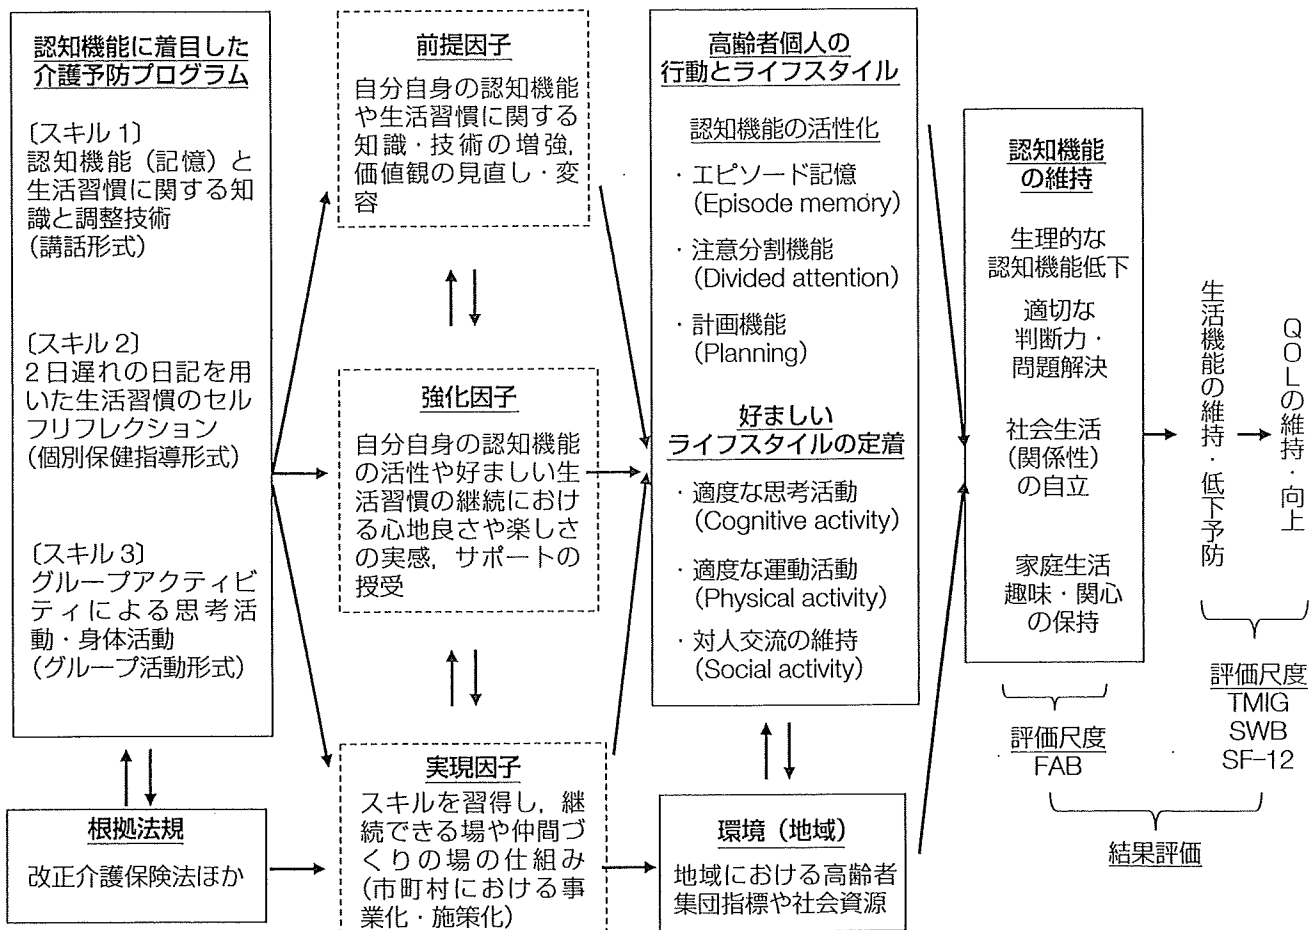 認知機能に着目した
介護予防プログラム
〔スキル 1〕
認知機能（記憶）と
生活習慣に関する知
識と調整技術
(講話形式)
〔スキル 2〕
2 日遅れの日記を用
いた生活習慣のセル
フリフレクション
(個別保健指導形式)
〔スキル 3〕
グループアクティビ
ティによる思考活
動・身体活動
(グループ活動形式)
根拠法規
改正介護保険法ほか
前提因子
自分自身の認知機能
や生活習慣に関する
知識・技術の増強，
価値観の見直し・変
容
強化因子
自分自身の認知機能
の活性や好ましい生
活習慣の継続におけ
る心地良さや楽しさ
の実感，サポートの
授受
実現因子
スキルを習得し，継
続できる場や仲間づ
くりの場の仕組み
(市町村における事
業化・施策化)
高齢者個人の
行動とライフスタイル
認知機能の活性化
・エピソード記憶
(Episode memory)
・注意分割機能
(Divided attention)
・計画機能
(Planning)
好ましい
ライフスタイルの定着
・適度な思考活動
(Cognitive activity)
・適度な運動活動
(Physical activity)
・対人交流の維持
(Social activity)
環境（地域）
地域における高齢者
集団指標や社会資源
認知機能
の維持
生理的な
認知機能低下
適切な
判断力・
問題解決
社会生活
(関係性)
の自立
家庭生活
趣味・関心
の保持
評価尺度
FAB
生活機能の維持・低下予防
QOLの維持・向上
評価尺度
TMIG
SWB
SF-12
結果評価